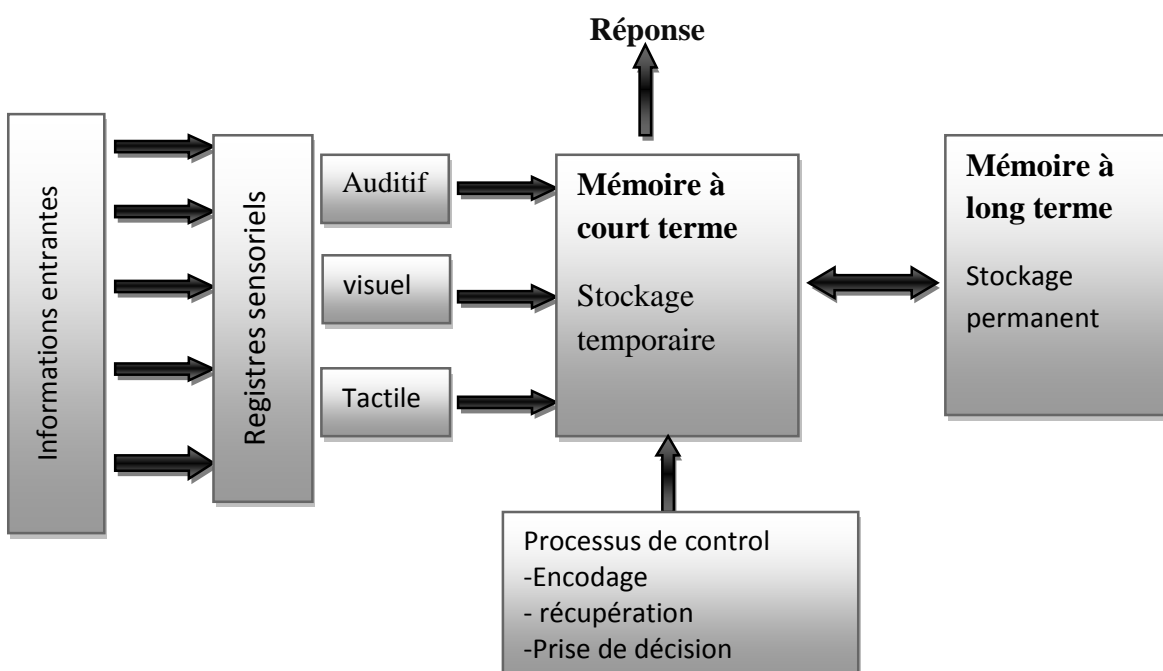 Réponse
Informations entrantes
Registres sensoriels
Auditif
visuel
Tactile
Mémoire à
court terme
Stockage
temporaire
Mémoire à
long terme
Stockage
permanent
Processus de control
-Encodage
- récupération
-Prise de décision